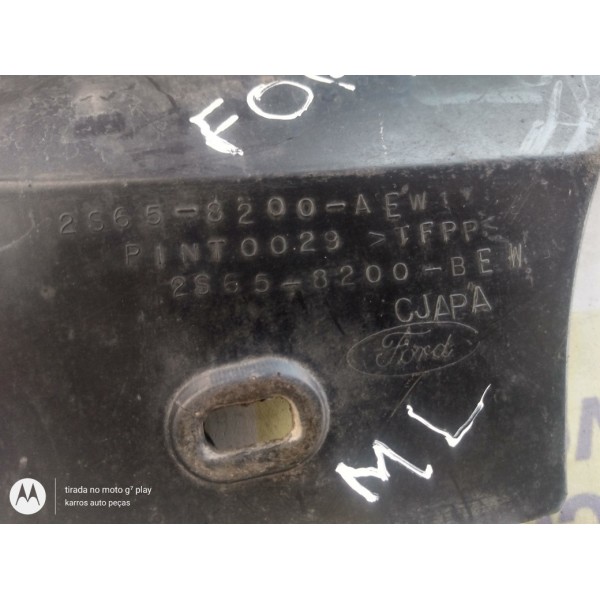 FOR
2S65-8200-AEW1
PINT0029 >TFPP<
2S65-8200-BEW
CJAPA
Ford
ML
tirada no moto g⁷ play
karros auto peças